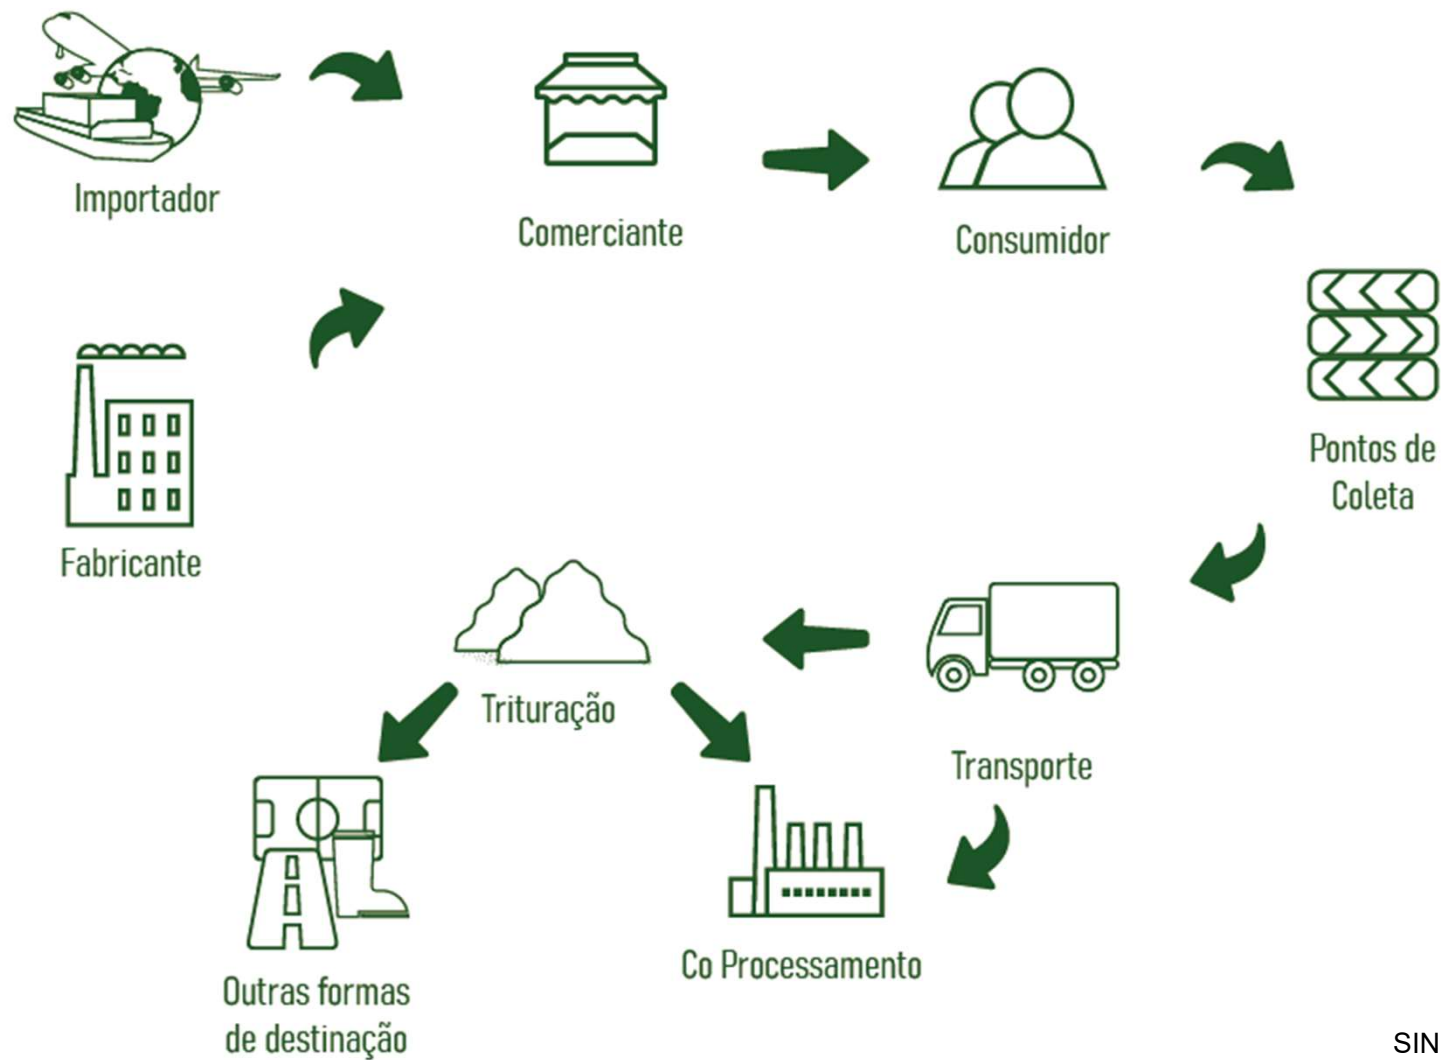 Importador
Comerciante
Consumidor
Pontos de
Coleta
Fabricante
Trituração
Transporte
Co Processamento
Outras formas
de destinação
SIN